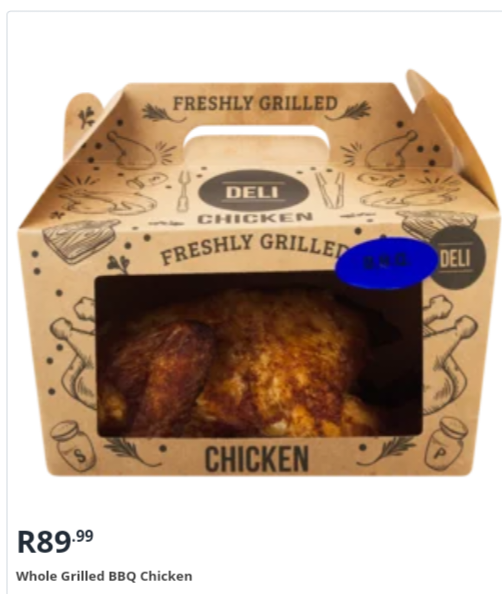 FRESHLY GRILLED
DELI
CHICKEN
FRESHLY GRILLED
DELI
S
P
CHICKEN
R89.99
Whole Grilled BBQ Chicken